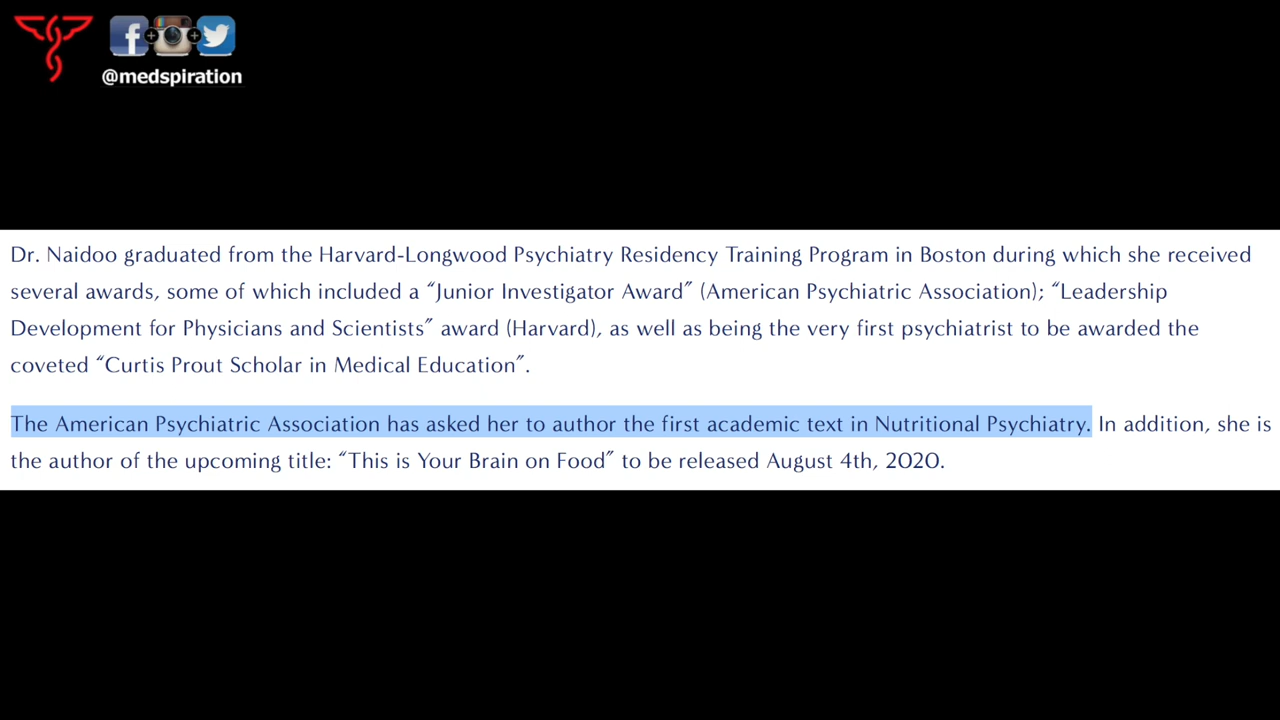 @medspiration
Dr. Naidoo graduated from the Harvard-Longwood Psychiatry Residency Training Program in Boston during which she received
several awards, some of which included a “Junior Investigator Award” (American Psychiatric Association); “Leadership
Development for Physicians and Scientists” award (Harvard), as well as being the very first psychiatrist to be awarded the
coveted “Curtis Prout Scholar in Medical Education”.
The American Psychiatric Association has asked her to author the first academic text in Nutritional Psychiatry. In addition, she is
the author of the upcoming title: “This is Your Brain on Food” to be released August 4th, 2020.